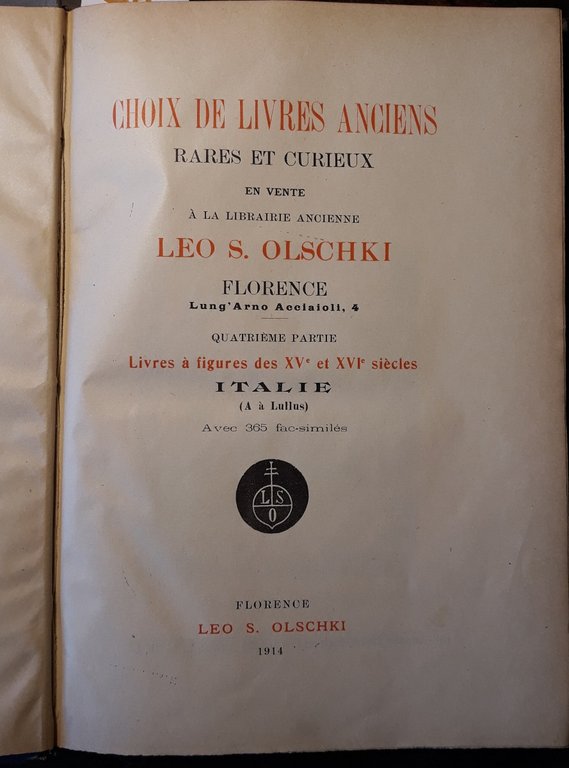 CHOIX DE LIVRES ANCIENS
RARES ET CURIEUX
EN VENTE
À LA LIBRAIRIE ANCIENNE
LEO S. OLSCHKI
FLORENCE
Lung'Arno Acciaioli, 4
QUATRIÈME PARTIE
Livres à figures des XVe et XVIe siècles
ITALIE
(A à Lullus)
Avec 365 fac-similés
L S
O
FLORENCE
LEO S. OLSCHKI
1914